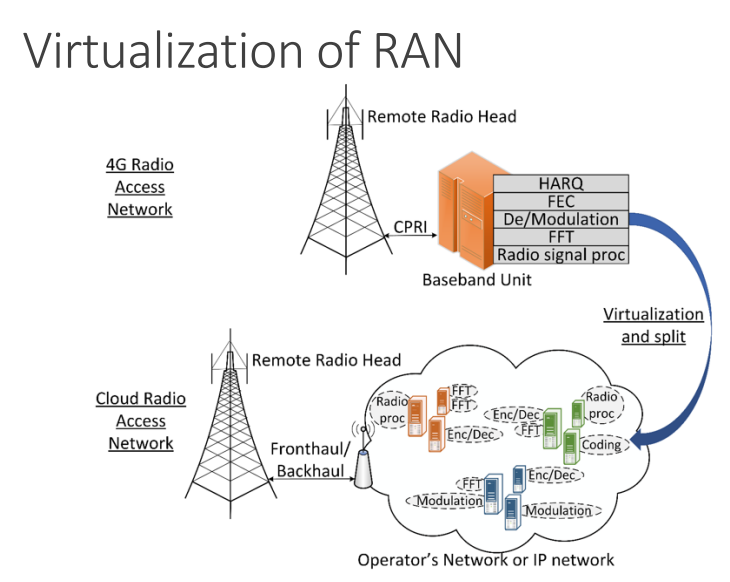 Virtualization of RAN
Remote Radio Head
4G Radio
Access
Network
CPRI
HARQ
FEC
De/Modulation
FFT
Radio signal proc
Baseband Unit
Virtualization
and split
Remote Radio Head
Cloud Radio
Access
Network
Fronthaul/
Backhaul
Radio
proc
FFT
FFT
Enc/Dec
Enc/Dec
FFT
Radio
proc
Coding
FFT
Modulation
Enc/Dec
Modulation
Operator's Network or IP network